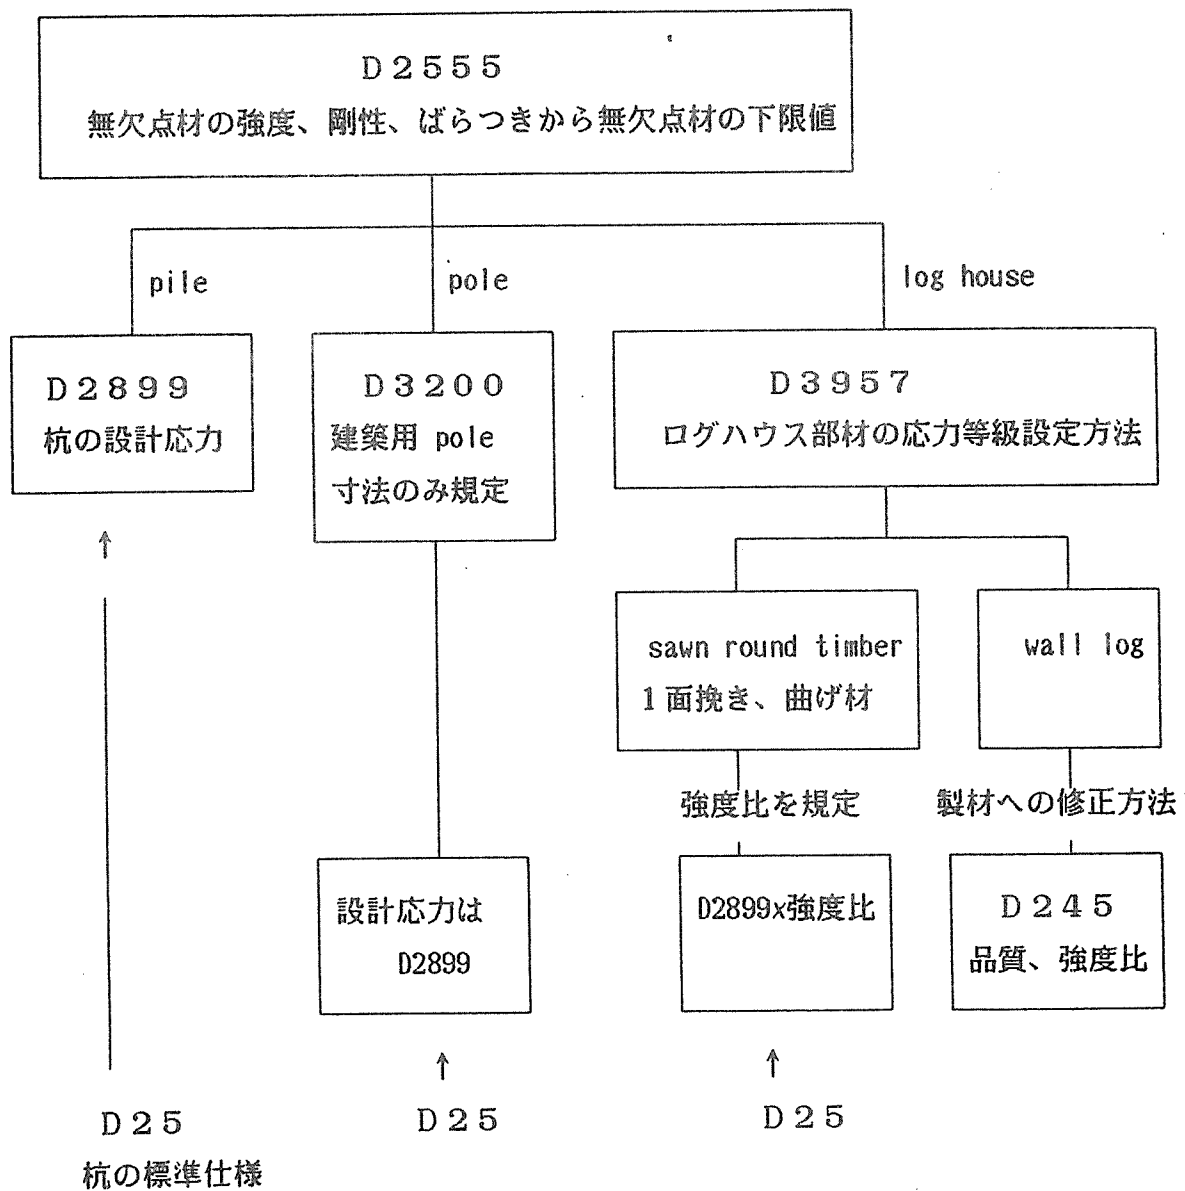 D2555
無欠点材の強度、剛性、ばらつきから無欠点材の下限値
pile
pole
log house
D2899
杭の設計応力
D3200
建築用 pole
寸法のみ規定
D3957
ログハウス部材の応力等級設定方法
sawn round timber
1面挽き、曲げ材
wall log
強度比を規定
製材への修正方法
設計応力は
D2899
D2899x強度比
D245
品質、強度比
D25
杭の標準仕様
D25
D25